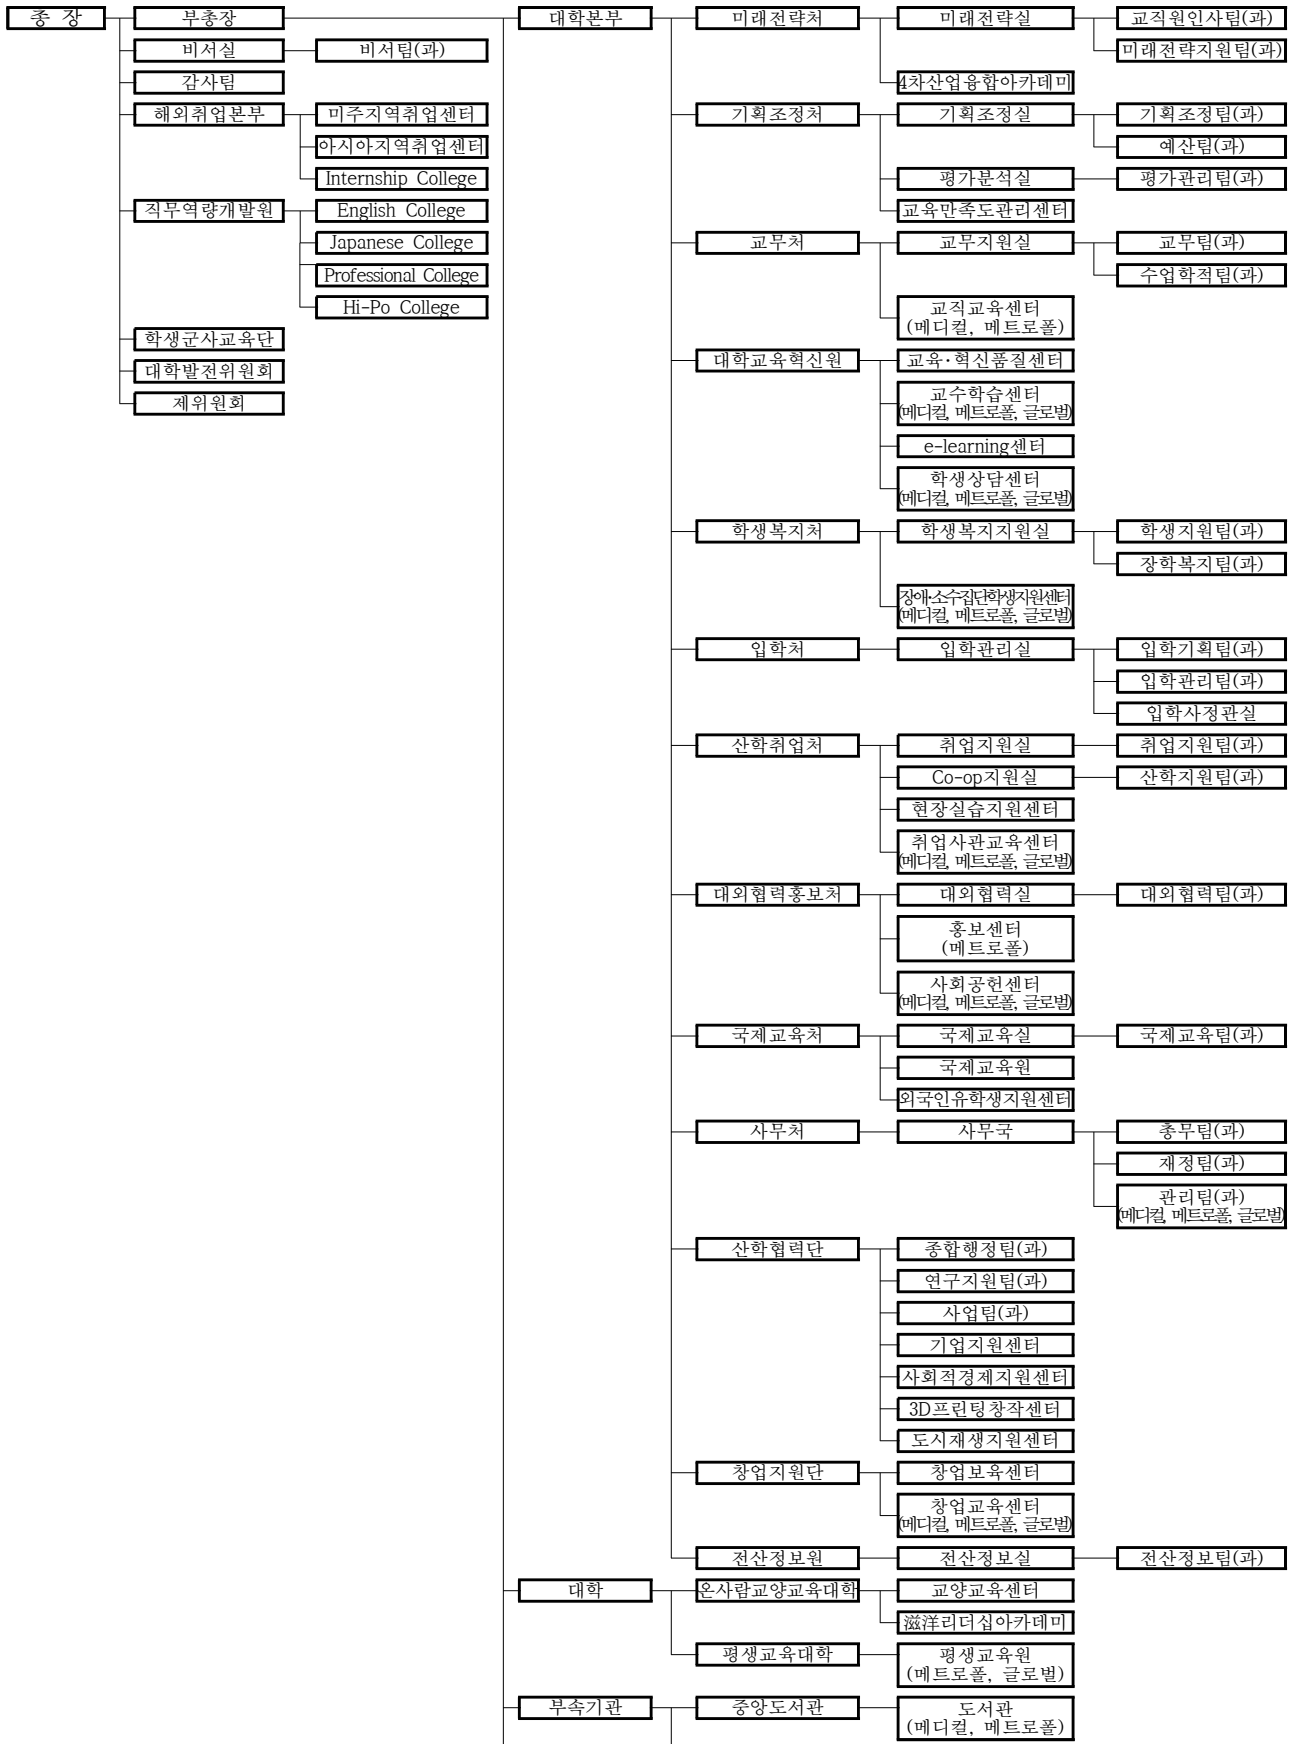 총 장
부총장
대학본부
미래전략처
미래전략실
교직원인사팀(과)
비서실
비서팀(과)
미래전략지원팀(과)
감사팀
4차산업융합아카데미
해외취업본부
미주지역취업센터
기획조정처
기획조정실
기획조정팀(과)
아시아지역취업센터
예산팀(과)
Internship College
평가분석실
평가관리팀(과)
직무역량개발원
English College
교육만족도관리센터
Japanese College
교무처
교무지원실
교무팀(과)
Professional College
수업학적팀(과)
Hi-Po College
교직교육센터
(메디컬, 메트로폴)
학생군사교육단
대학발전위원회
대학교육혁신원
교육·혁신품질센터
제위원회
교수학습센터
(메디컬, 메트로폴, 글로벌)
e-learning센터
학생상담센터
(메디컬, 메트로폴, 글로벌)
학생복지처
학생복지지원실
학생지원팀(과)
장학복지팀(과)
장애·소수집단학생지원센터
(메디컬, 메트로폴, 글로벌)
입학처
입학관리실
입학기획팀(과)
입학관리팀(과)
입학사정관실
산학취업처
취업지원실
취업지원팀(과)
Co-op지원실
산학지원팀(과)
현장실습지원센터
취업사관교육센터
(메디컬, 메트로폴, 글로벌)
대외협력홍보처
대외협력실
대외협력팀(과)
홍보센터
(메트로폴)
사회공헌센터
(메디컬, 메트로폴, 글로벌)
국제교육처
국제교육실
국제교육팀(과)
국제교육원
외국인유학생지원센터
사무처
사무국
총무팀(과)
재정팀(과)
관리팀(과)
(메디컬, 메트로폴, 글로벌)
산학협력단
종합행정팀(과)
연구지원팀(과)
사업팀(과)
기업지원센터
사회적경제지원센터
3D프린팅창작센터
도시재생지원센터
창업지원단
창업보육센터
창업교육센터
(메디컬, 메트로폴, 글로벌)
전산정보원
전산정보실
전산정보팀(과)
대학
온사람교양교육대학
교양교육센터
滋洋리더십아카데미
평생교육대학
평생교육원
(메트로폴, 글로벌)
부속기관
중앙도서관
도서관
(메디컬, 메트로폴)